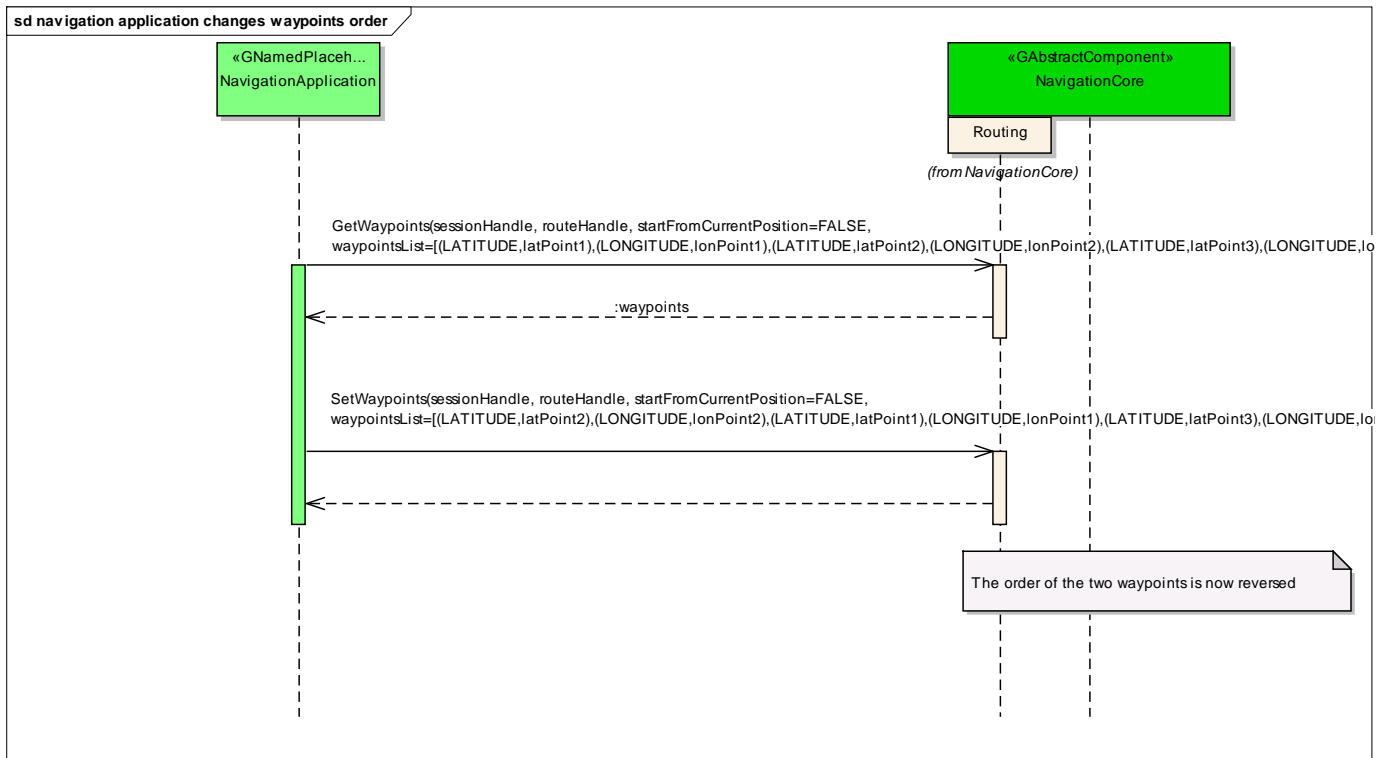 sd navigation application changes waypoints order
«GNamedPlaceh...
NavigationApplication
«GAbstractComponent»
NavigationCore
Routing
(from NavigationCore)
GetWaypoints(sessionHandle, routeHandle, startFromCurrentPosition=FALSE,
waypointsList=[(LATITUDE,latPoint1),(LONGITUDE,lonPoint1),(LATITUDE,latPoint2),(LONGITUDE,lonPoint2),(LATITUDE,latPoint3),(LONGITUDE,lo
:waypoints
SetWaypoints(sessionHandle, routeHandle, startFromCurrentPosition=FALSE,
waypointsList=[(LATITUDE,latPoint2),(LONGITUDE,lonPoint2),(LATITUDE,latPoint1),(LONGITUDE,lonPoint1),(LATITUDE,latPoint3),(LONGITUDE,lo
The order of the two waypoints is now reversed